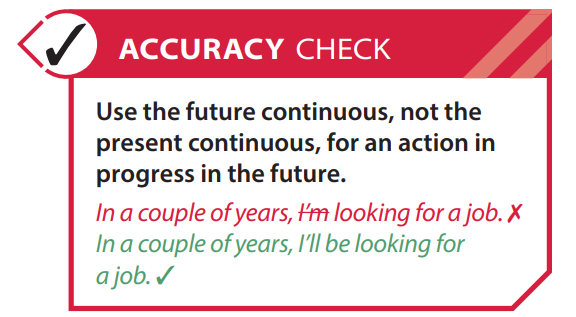 ACCURACY CHECK
Use the future continuous, not the
present continuous, for an action in
progress in the future.
In a couple of years, I'm looking for a job. ✗
In a couple of years, I'll be looking for
a job. ✓